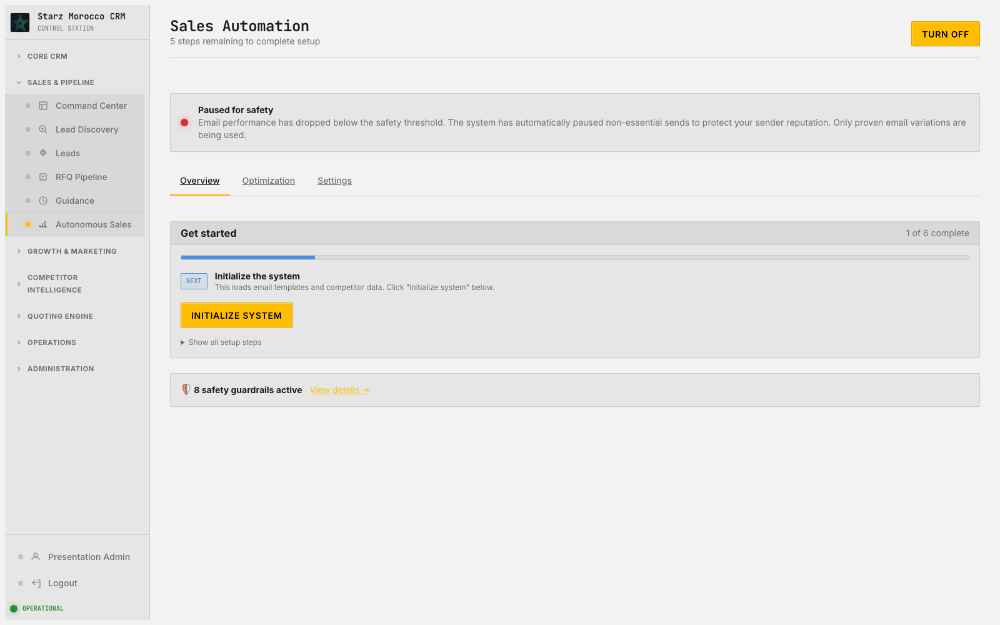 Starz Morocco CRM
CONTROL STATION
CORE CRM
SALES & PIPELINE
Command Center
Lead Discovery
Leads
RFQ Pipeline
Guidance
Autonomous Sales
GROWTH & MARKETING
COMPETITOR
INTELLIGENCE
QUOTING ENGINE
OPERATIONS
ADMINISTRATION
Presentation Admin
Logout
OPERATIONAL
Sales Automation
5 steps remaining to complete setup
TURN OFF
Paused for safety
Email performance has dropped below the safety threshold. The system has automatically paused non-essential sends to protect your sender reputation. Only proven email variations are
being used.
Overview
Optimization
Settings
Get started
1 of 6 complete
NEXT
Initialize the system
This loads email templates and competitor data. Click "Initialize system" below.
INITIALIZE SYSTEM
Show all setup steps
8 safety guardrails active
View details →